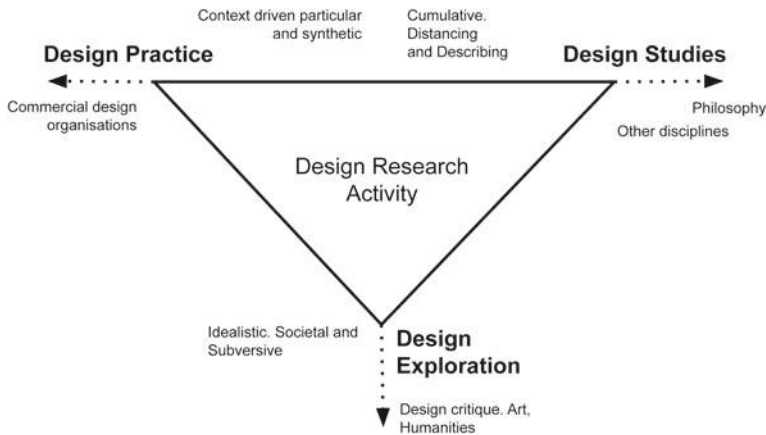 Context driven particular
and synthetic
Cumulative.
Distancing
and Describing
Design Practice
Design Studies
Commercial design
organisations
Philosophy
Other disciplines
Design Research
Activity
Idealistic. Societal and
Subversive
Design
Exploration
Design critique. Art,
Humanities